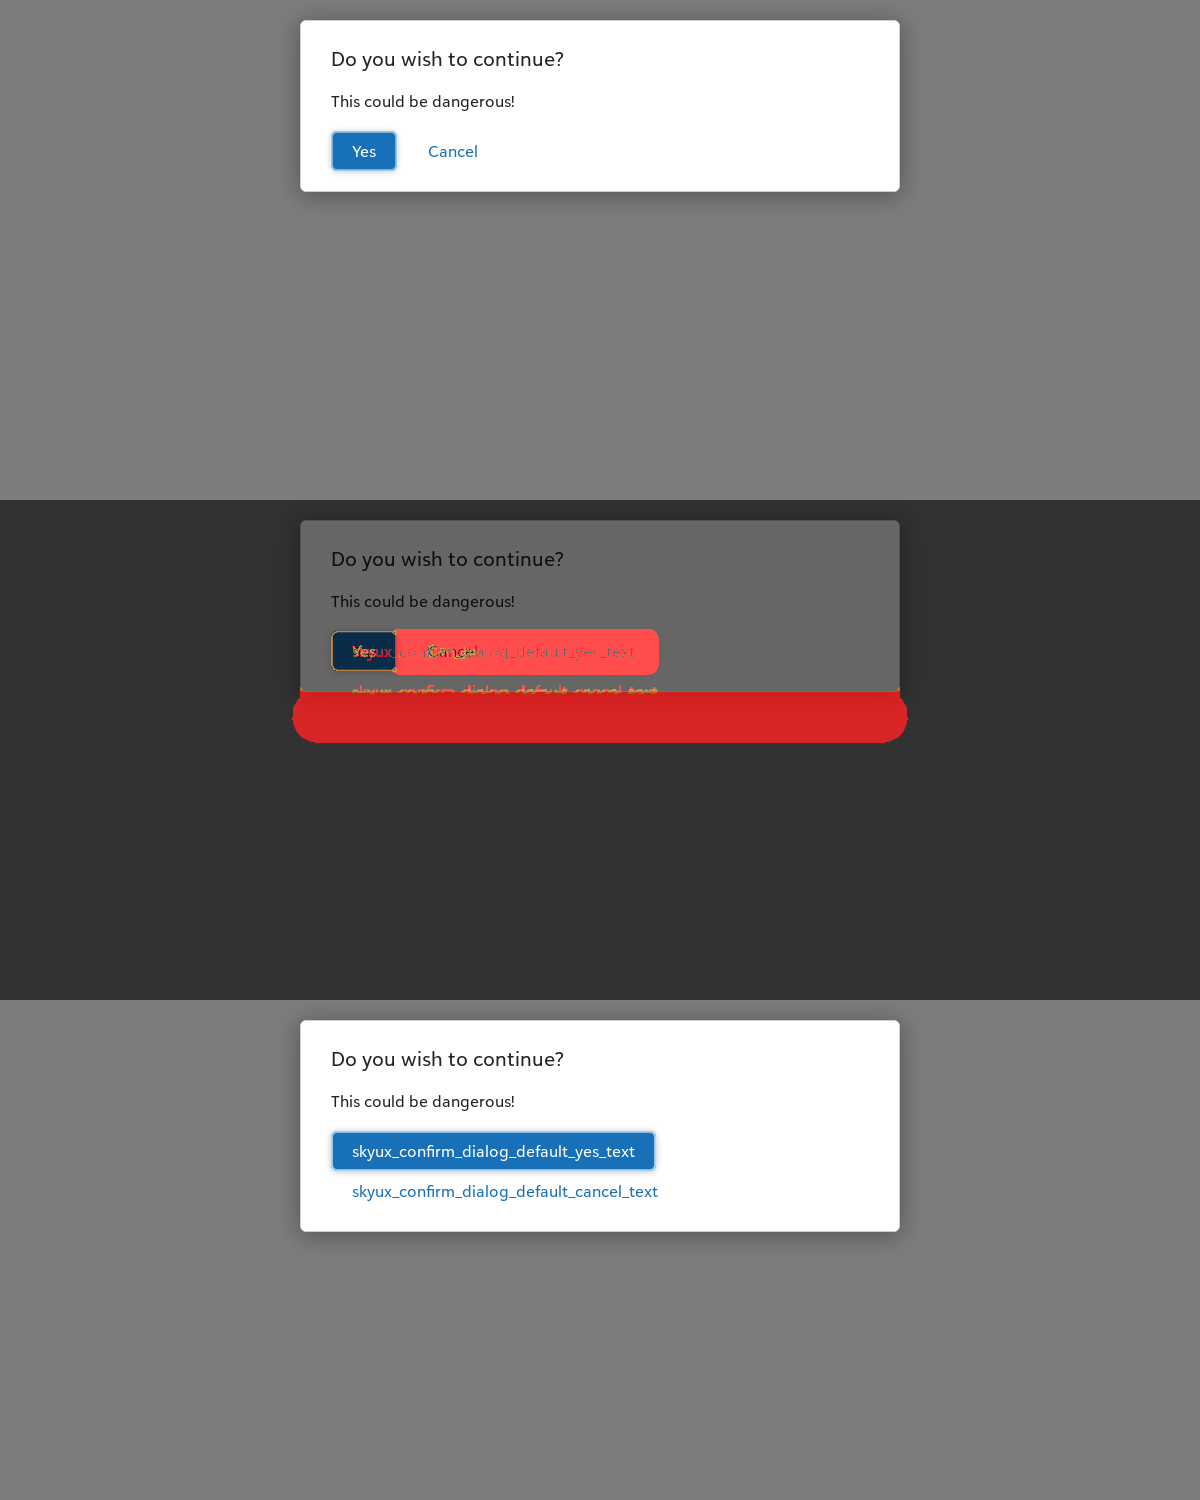 Do you wish to continue?
This could be dangerous!
Yes Cancel
Do you wish to continue?
This could be dangerous!
Yes Cancel
skyux_confirm_dialog_default_yes_text
Do you wish to continue?
This could be dangerous!
skyux_confirm_dialog_default_yes_text
skyux_confirm_dialog_default_cancel_text